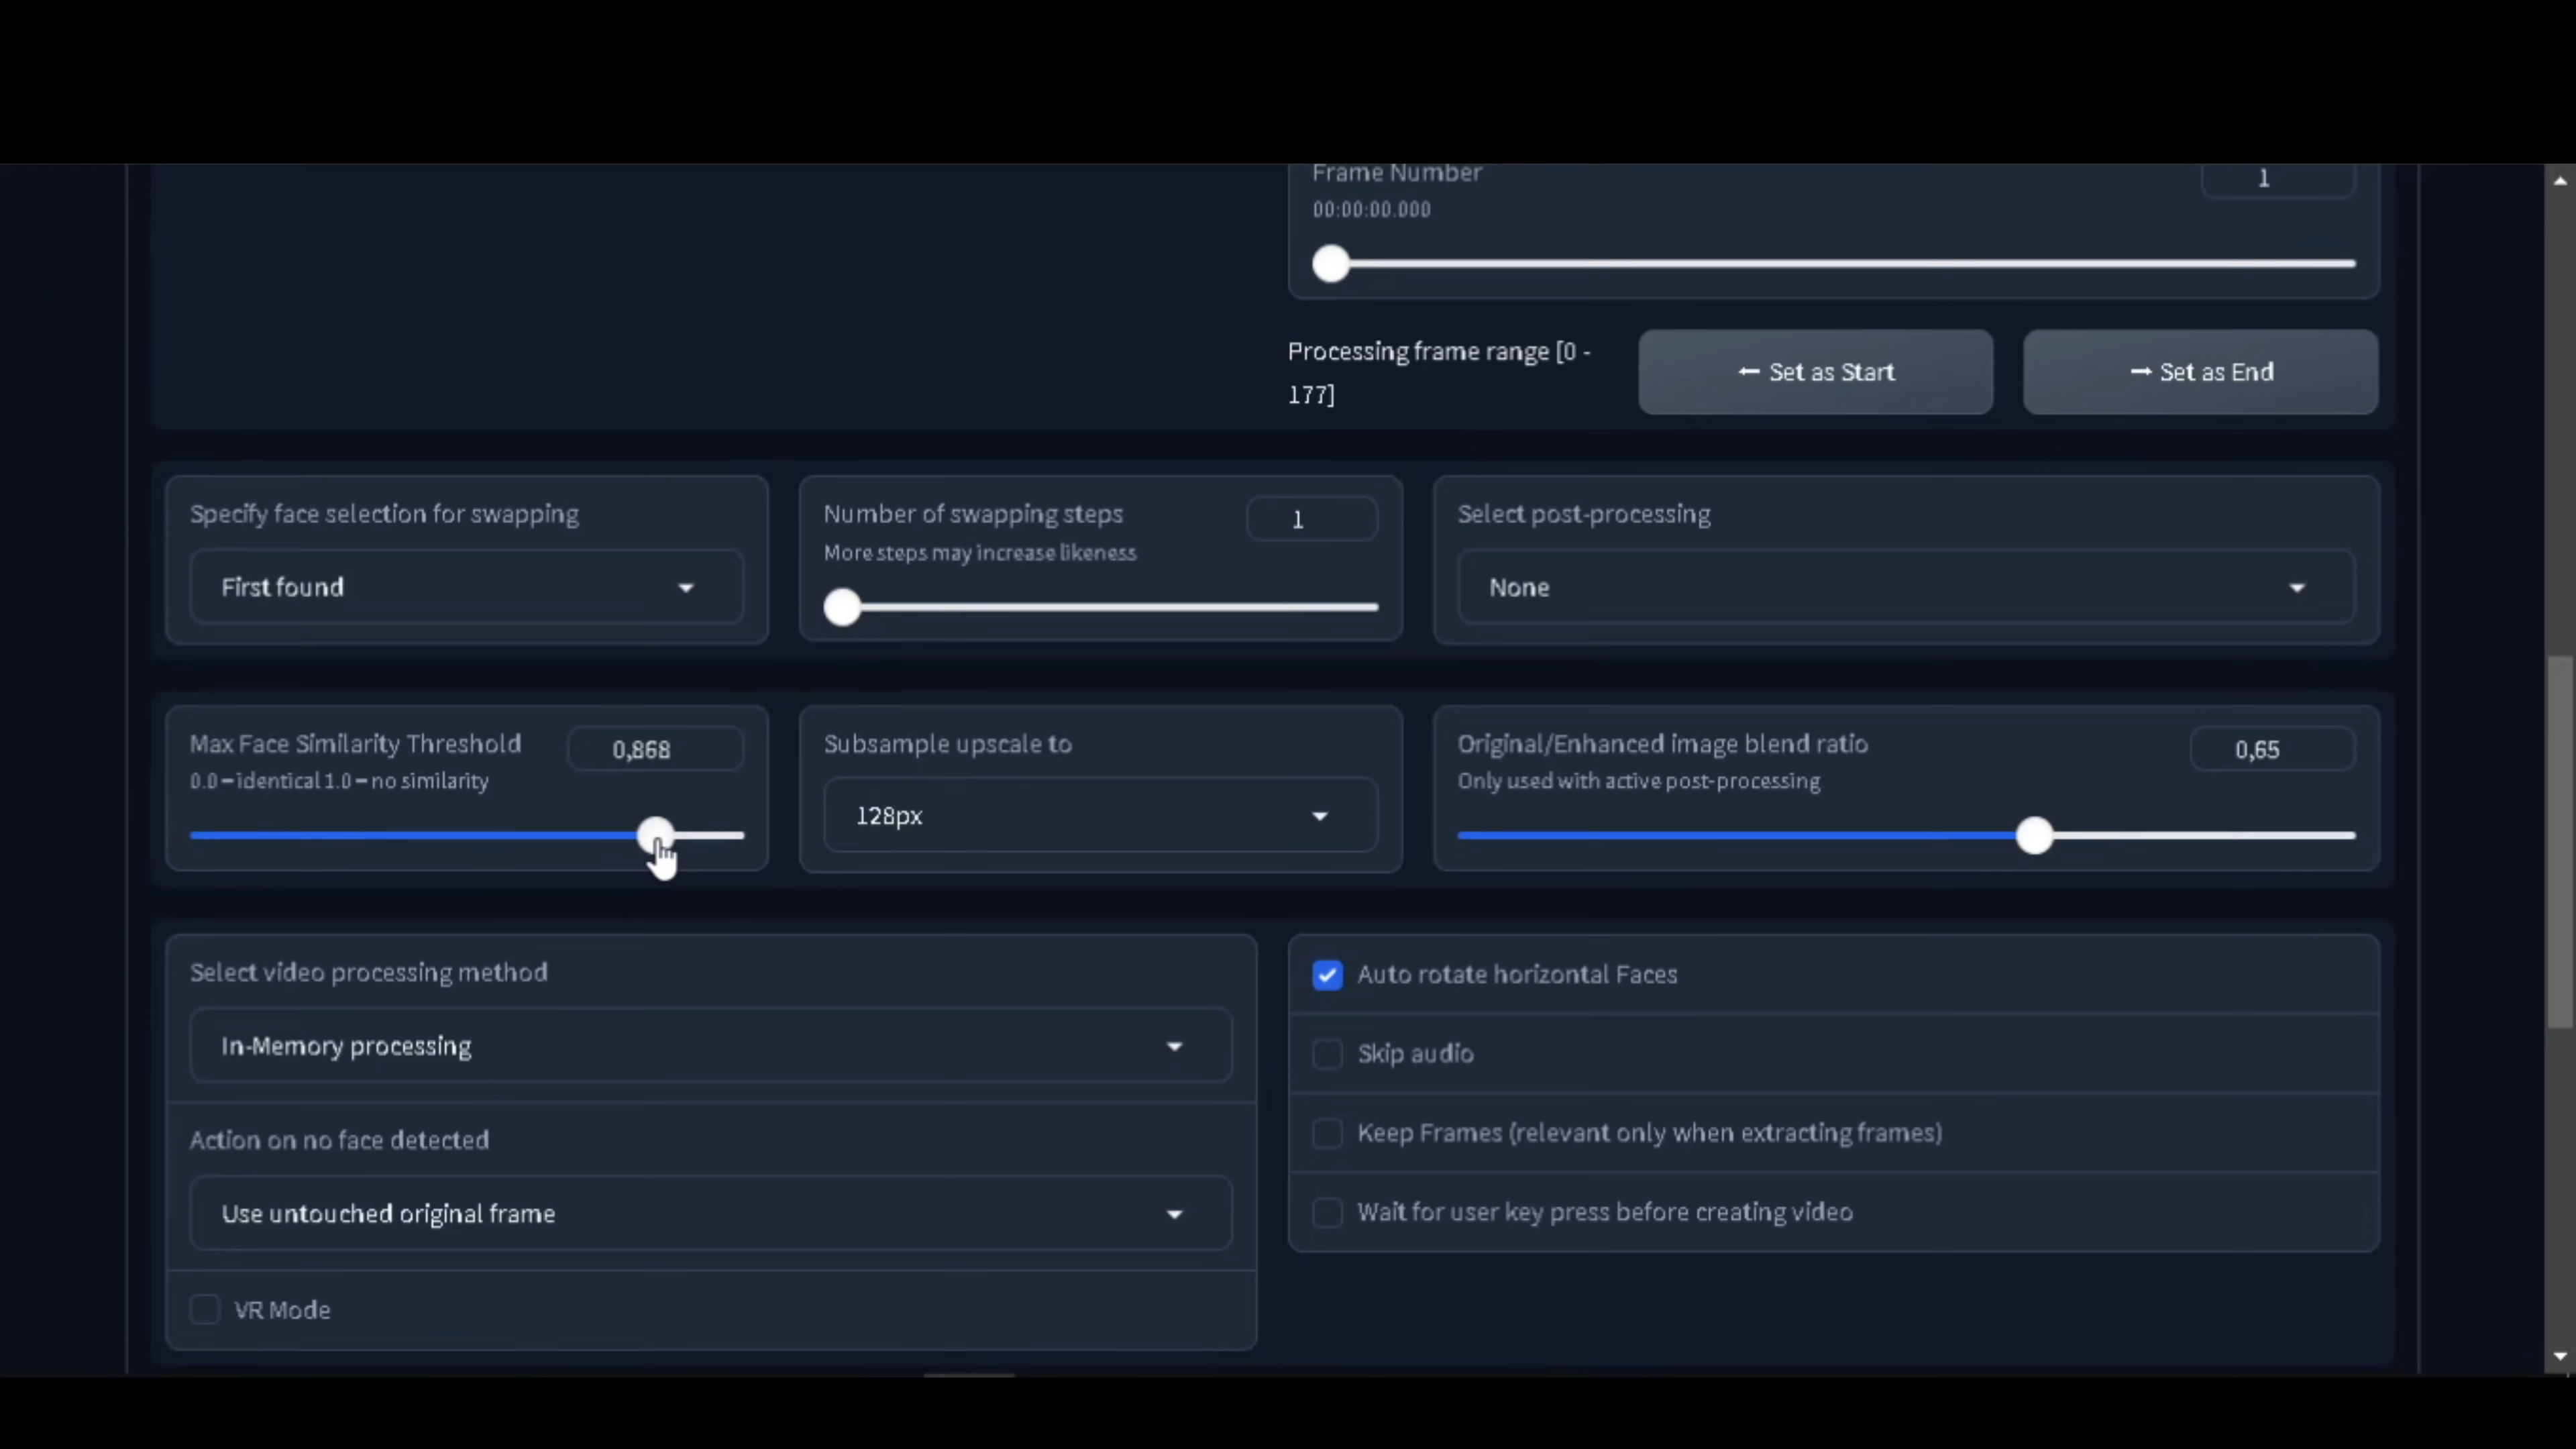 Frame Number
1
00:00:00.000
Processing frame range [0 -
177]
← Set as Start
→ Set as End
Specify face selection for swapping
First found
Number of swapping steps
1
More steps may increase likeness
Select post-processing
None
Max Face Similarity Threshold
0,868
0.0=identical 1.0=no similarity
Subsample upscale to
128px
Original/Enhanced image blend ratio
0,65
Only used with active post-processing
Select video processing method
In-Memory processing
Action on no face detected
Use untouched original frame
VR Mode
Auto rotate horizontal Faces
Skip audio
Keep Frames (relevant only when extracting frames)
Wait for user key press before creating video